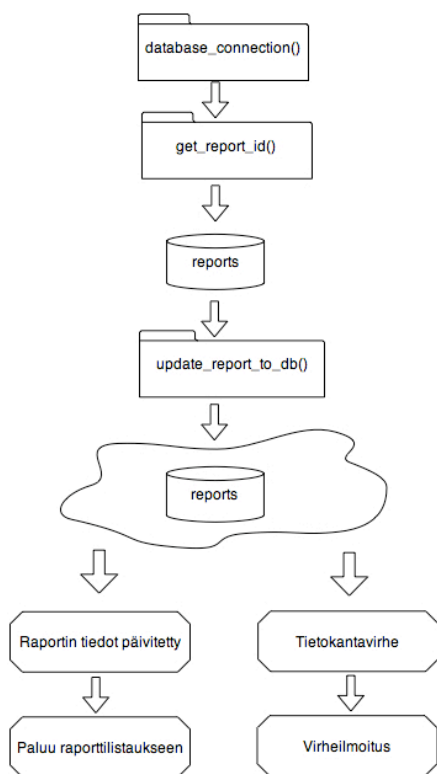 database_connection()
get_report_id()
reports
update_report_to_db()
reports
Raportin tiedot päivitetty
Tietokantavirhe
Paluu raporttilistaukseen
Virheilmoitus